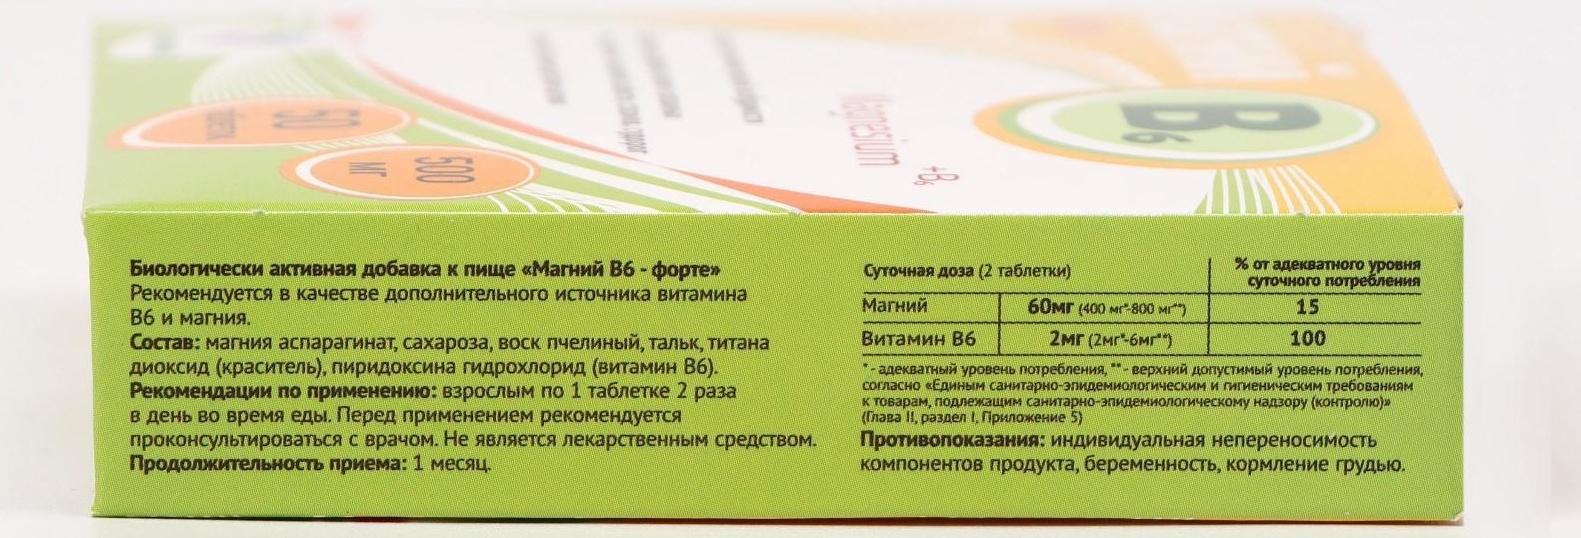 50
таблеток
500
мг
Magnesium
+B6
B6
Биологически активная добавка к пище «Магний В6 - форте»
Рекомендуется в качестве дополнительного источника витамина
В6 и магния.
Состав: магния аспарагинат, сахароза, воск пчелиный, тальк, титана
диоксид (краситель), пиридоксина гидрохлорид (витамин В6).
Рекомендации по применению: взрослым по 1 таблетке 2 раза
в день во время еды. Перед применением рекомендуется
проконсультироваться с врачом. Не является лекарственным средством.
Продолжительность приема: 1 месяц.
Суточная доза (2 таблетки) % от адекватного уровня
суточного потребления
Магний 60мг (400 мг*-800 мг**) 15
Витамин В6 2мг (2мг*-6мг**) 100
* - адекватный уровень потребления, ** - верхний допустимый уровень потребления,
согласно «Единым санитарно-эпидемиологическим и гигиеническим требованиям
к товарам, подлежащим санитарно-эпидемиологическому надзору (контролю)»
(Глава II, раздел I, Приложение 5)
Противопоказания: индивидуальная непереносимость
компонентов продукта, беременность, кормление грудью.